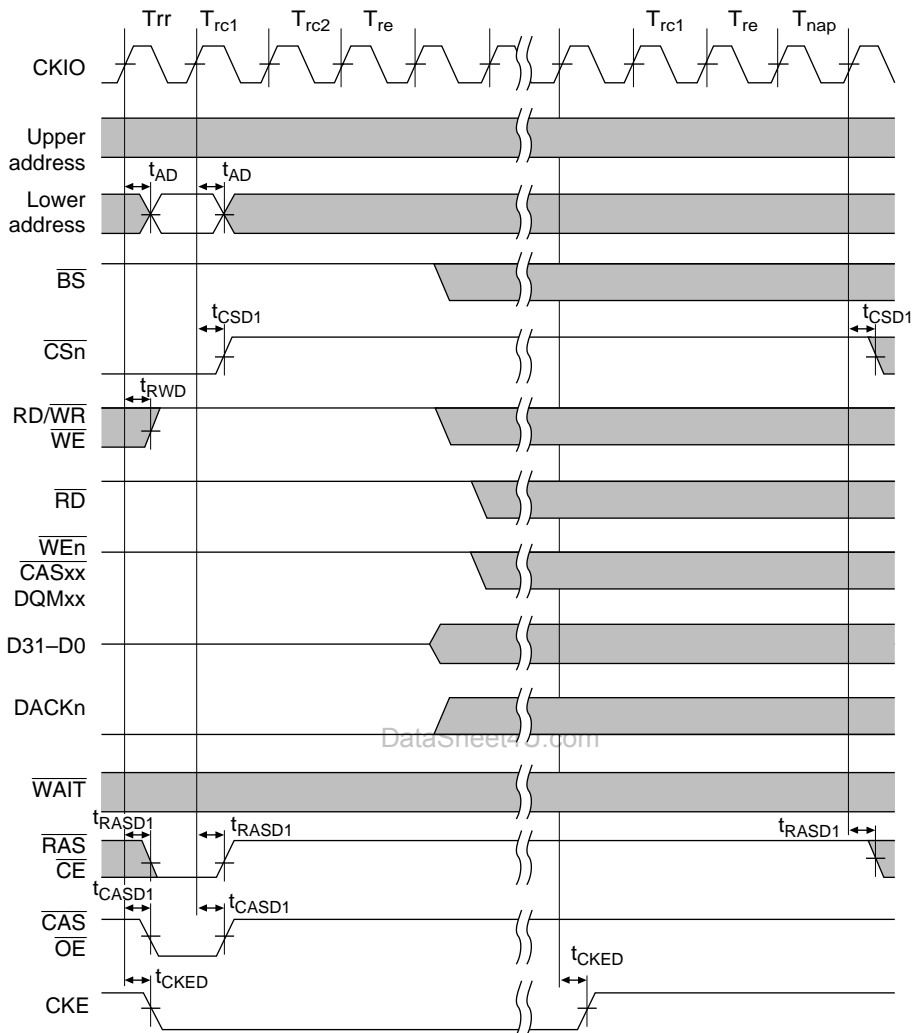 Trr Trc1 Trc2 Tre Trc1 Tre Tnap
CKIO
Upper
address
tAD tAD
Lower
address
BS
tCSD1 tCSD1
CSn
tRWD
RD/WR
WE
RD
WEn
CASxx
DQMxx
D31–D0
DACKn
DataSheet4U.com
WAIT
tRASD1 tRASD1 tRASD1
RAS
CE
tCASD1 tCASD1
CAS
OE
tCKED tCKED
CKE